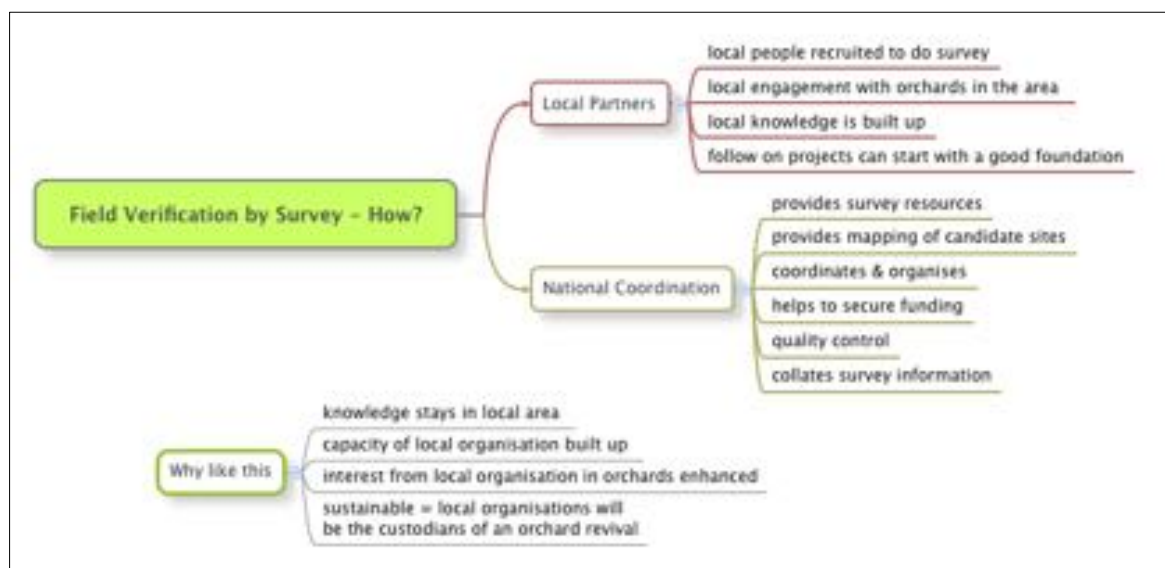 Field Verification by Survey - How?
Local Partners
local people recruited to do survey
local engagement with orchards in the area
local knowledge is built up
follow on projects can start with a good foundation
National Coordination
provides survey resources
provides mapping of candidate sites
coordinates & organises
helps to secure funding
quality control
collates survey information
Why like this
knowledge stays in local area
capacity of local organisation built up
interest from local organisation in orchards enhanced
sustainable = local organisations will
be the custodians of an orchard revival